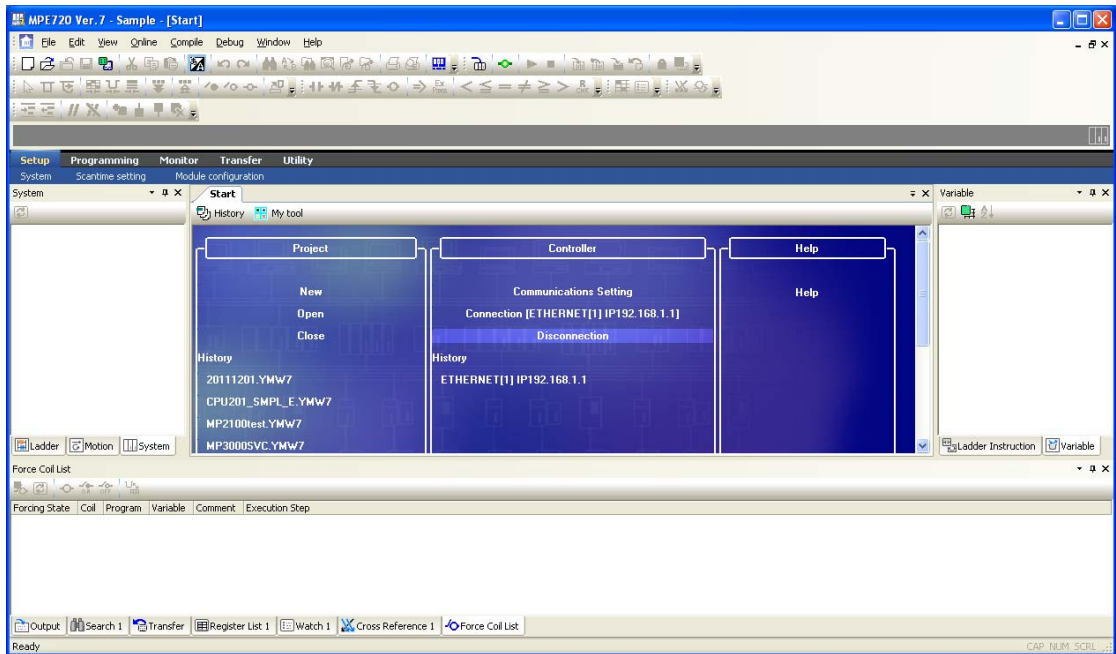 MPE720 Ver.7 - Sample - [Start]
File Edit View Online Compile Debug Window Help
Setup Programming Monitor Transfer Utility
System Scantime setting Module configuration
System
Start
Variable
History My tool
Project
Controller
Help
New
Communications Setting
Help
Open
Connection [ETHERNET[1] IP192.168.1.1]
Close
Disconnection
History
History
20111201.YMW7
ETHERNET[1] IP192.168.1.1
CPU201_SMPL_E.YMW7
MP2100test.YMW7
MP3000SVC.YMW7
Ladder Motion System
Ladder Instruction Variable
Force Coil List
Forcing State Coil Program Variable Comment Execution Step
Output Search 1 Transfer Register List 1 Watch 1 Cross Reference 1 Force Coil List
Ready
CAP NUM SCRL